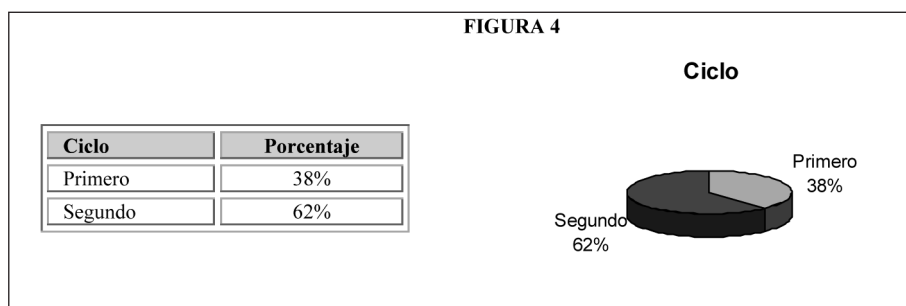 FIGURA 4
Ciclo Porcentaje
Primero 38%
Segundo 62%
Ciclo
Primero
38%
Segundo
62%